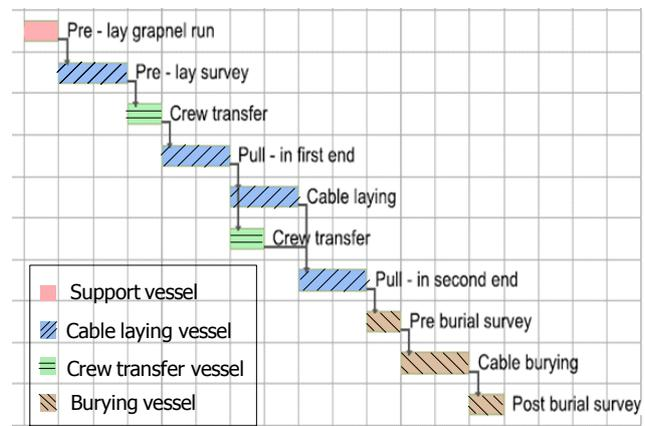 Pre - lay grapnel run
Pre - lay survey
Crew transfer
Pull - in first end
Cable laying
Crew transfer
Pull - in second end
Pre burial survey
Cable burying
Post burial survey
Support vessel
Cable laying vessel
Crew transfer vessel
Burying vessel